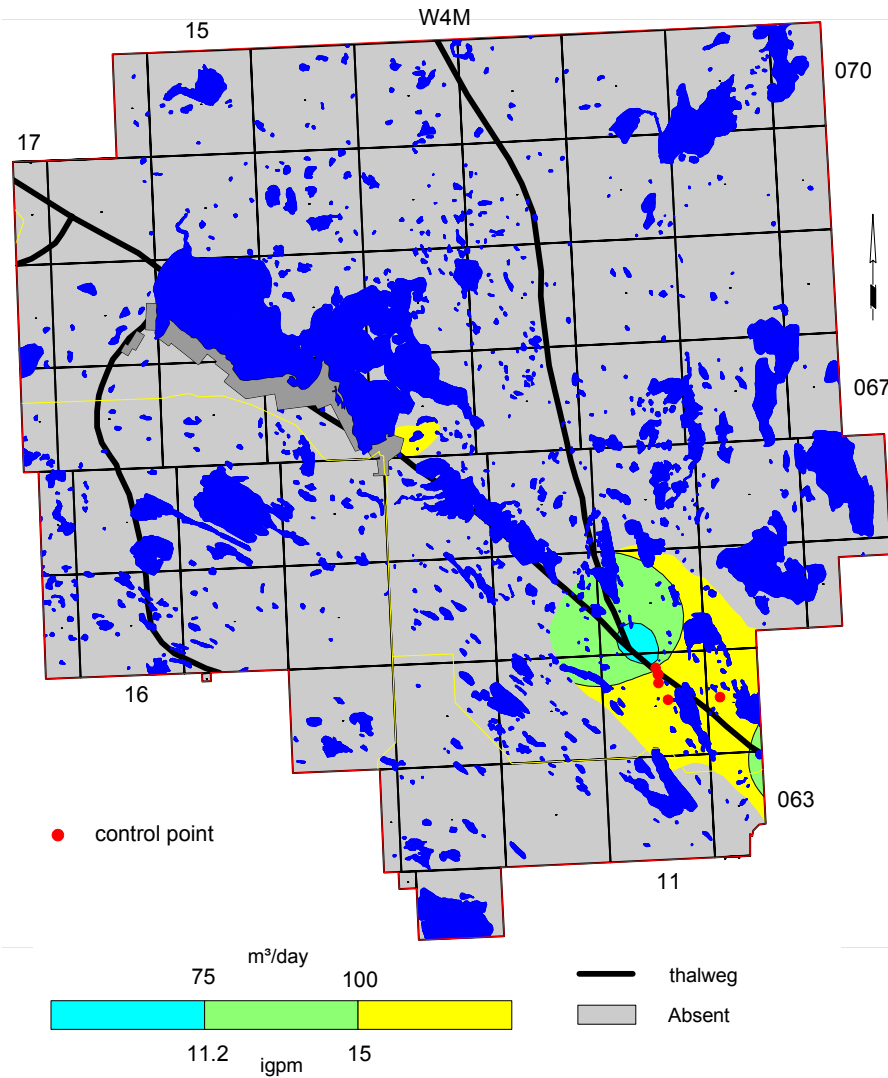 W4M
15
070
17
067
16
063
control point
11
m³/day
75 100
thalweg
Absent
11.2 15
igpm